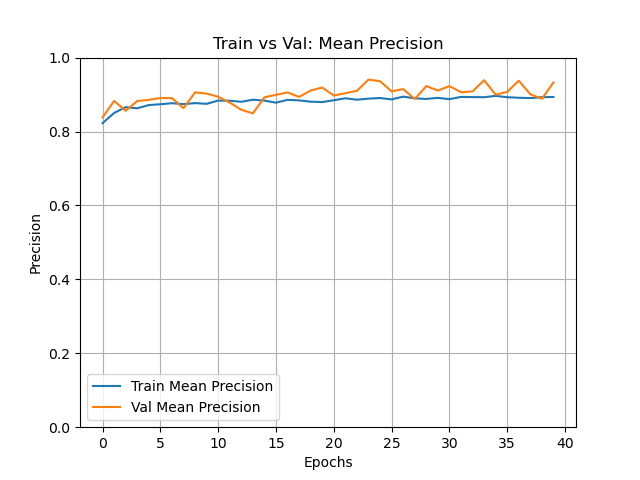 Train vs Val: Mean Precision
1.0
0.8
0.6
0.4
0.2
0.0
Precision
Train Mean Precision
Val Mean Precision
0 5 10 15 20 25 30 35 40
Epochs